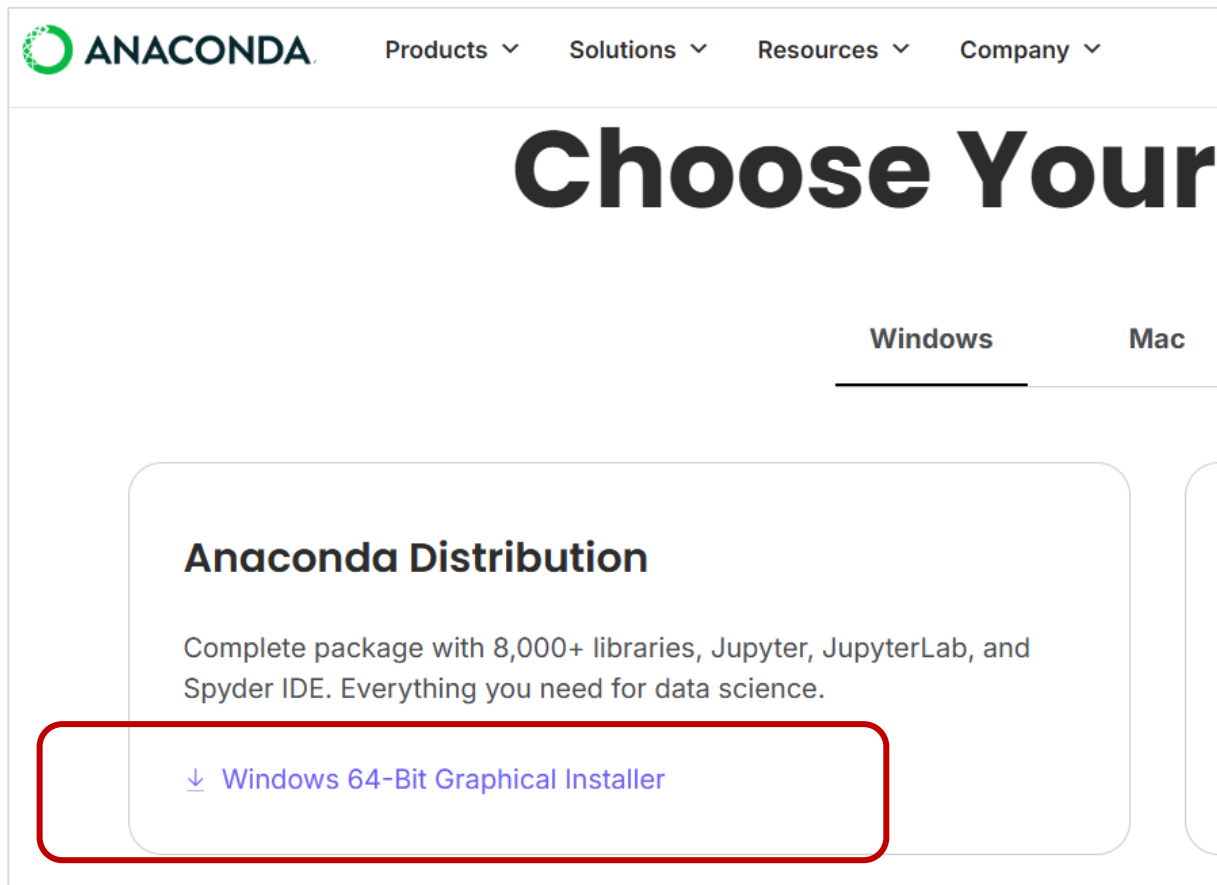 ANACONDA. Products Solutions Resources Company
Choose Your
Windows Mac
Anaconda Distribution
Complete package with 8,000+ libraries, Jupyter, JupyterLab, and
Spyder IDE. Everything you need for data science.
Windows 64-Bit Graphical Installer